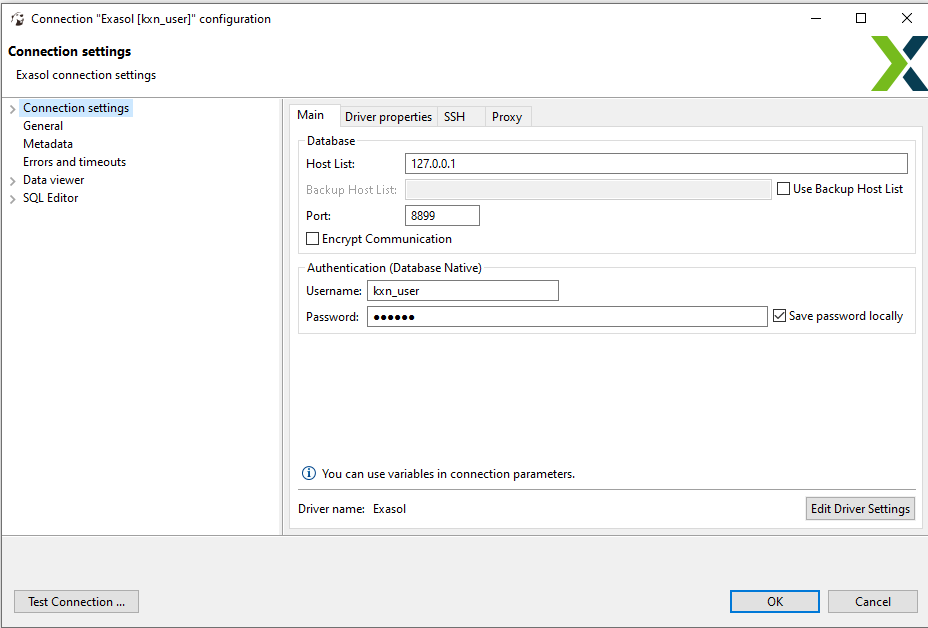 Connection "Exasol [kxn_user]" configuration
Connection settings
Exasol connection settings
Connection settings
General
Metadata
Errors and timeouts
Data viewer
SQL Editor
Main Driver properties SSH Proxy
Database
Host List: 127.0.0.1
Backup Host List: Use Backup Host List
Port: 8899
Encrypt Communication
Authentication (Database Native)
Username: kxn_user
Password: ●●●●●● Save password locally
You can use variables in connection parameters.
Driver name: Exasol Edit Driver Settings
Test Connection ... OK Cancel